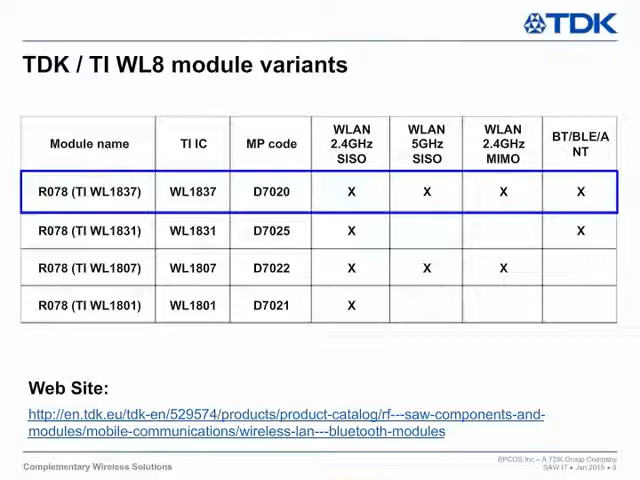 TDK
TDK / TI WL8 module variants
Module name TI IC MP code WLAN 2.4GHz SISO WLAN 5GHz SISO WLAN 2.4GHz MIMO BT/BLE/A NT
R078 (TI WL1837) WL1837 D7020 X X X X
R078 (TI WL1831) WL1831 D7025 X X
R078 (TI WL1807) WL1807 D7022 X X X
R078 (TI WL1801) WL1801 D7021 X
Web Site:
http://en.tdk.eu/tdk-en/529574/products/product-catalog/rf---saw-components-and-
modules/mobile-communications/wireless-lan---bluetooth-modules
Complementary Wireless Solutions
EPCOS Inc – A TDK Group Company
SAW IT • Jan 2015 •